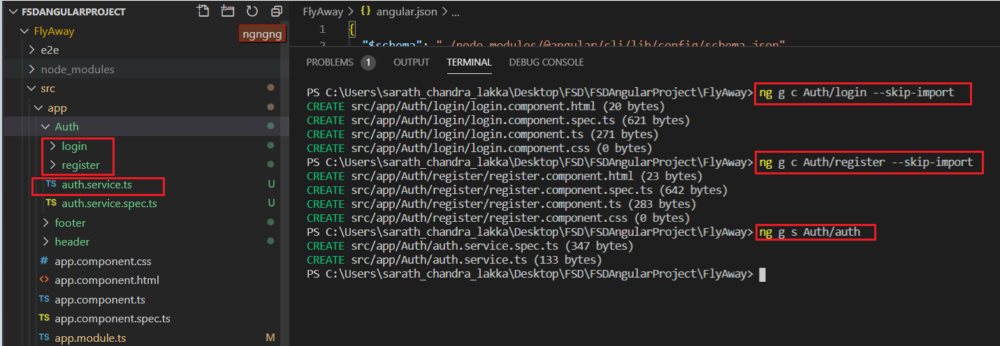 FSDANGULARPROJECT
FlyAway
ngngng
e2e
node_modules
src
app
Auth
login
register
TS auth.service.ts U
TS auth.service.spec.ts U
footer
header
# app.component.css
<> app.component.html
TS app.component.ts
TS app.component.spec.ts
TS app.module.ts M
FlyAway > {} angular.json > ...
1 {
2 "$schema": "./node_modules/@angular/cli/lib/config/schema.json"
PROBLEMS 1 OUTPUT TERMINAL DEBUG CONSOLE
PS C:\Users\sarath_chandra_lakka\Desktop\FSD\FSDAngularProject\FlyAway> ng g c Auth/login --skip-import
CREATE src/app/Auth/login/login.component.html (20 bytes)
CREATE src/app/Auth/login/login.component.spec.ts (621 bytes)
CREATE src/app/Auth/login/login.component.ts (271 bytes)
CREATE src/app/Auth/login/login.component.css (0 bytes)
PS C:\Users\sarath_chandra_lakka\Desktop\FSD\FSDAngularProject\FlyAway> ng g c Auth/register --skip-import
CREATE src/app/Auth/register/register.component.html (23 bytes)
CREATE src/app/Auth/register/register.component.spec.ts (642 bytes)
CREATE src/app/Auth/register/register.component.ts (283 bytes)
CREATE src/app/Auth/register/register.component.css (0 bytes)
PS C:\Users\sarath_chandra_lakka\Desktop\FSD\FSDAngularProject\FlyAway> ng g s Auth/auth
CREATE src/app/Auth/auth.service.spec.ts (347 bytes)
CREATE src/app/Auth/auth.service.ts (133 bytes)
PS C:\Users\sarath_chandra_lakka\Desktop\FSD\FSDAngularProject\FlyAway>